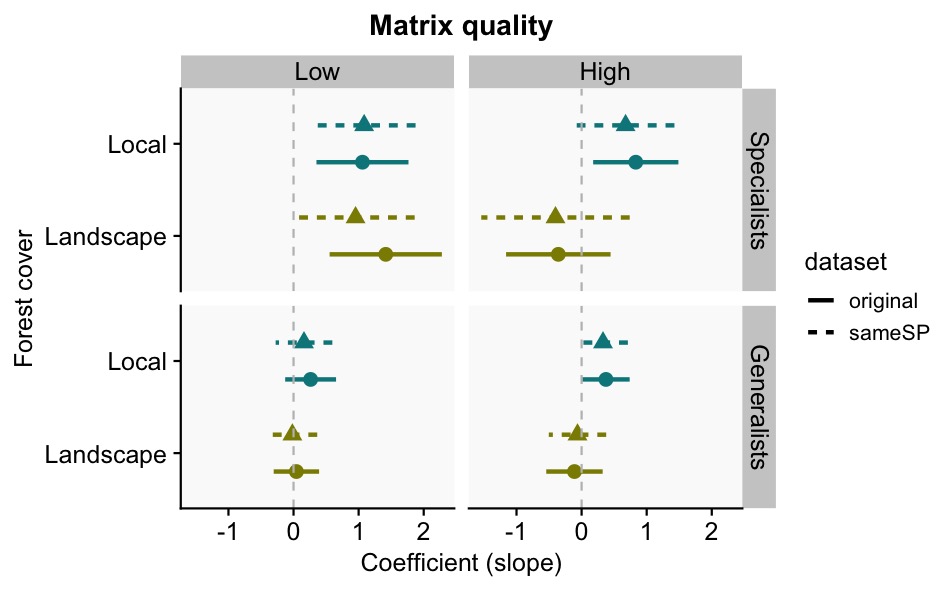 Matrix quality
Low
High
Local
Landscape
Specialists
Local
Landscape
Generalists
Forest cover
-1 0 1 2
-1 0 1 2
Coefficient (slope)
dataset
original
sameSP